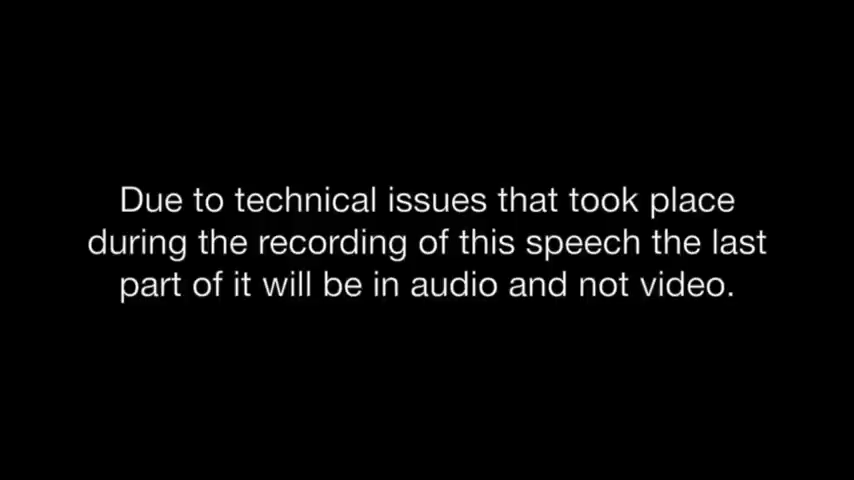 Due to technical issues that took place
during the recording of this speech the last
part of it will be in audio and not video.